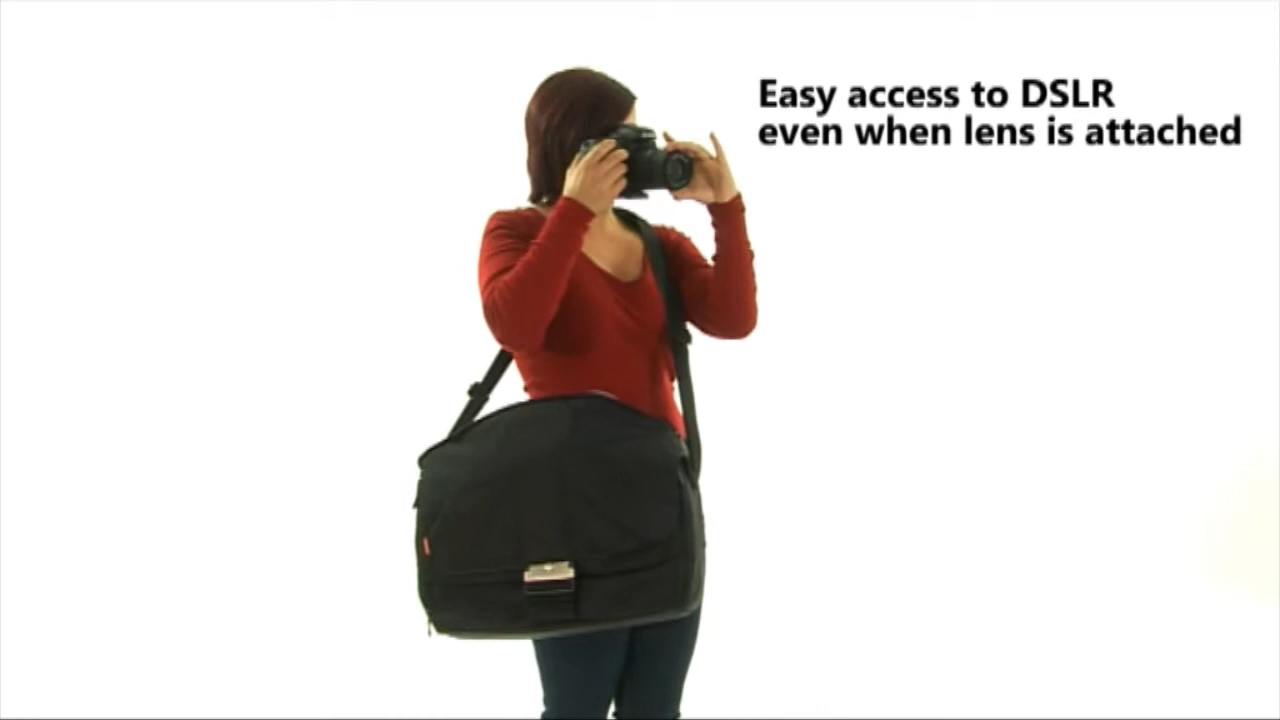 Easy access to DSLR
even when lens is attached